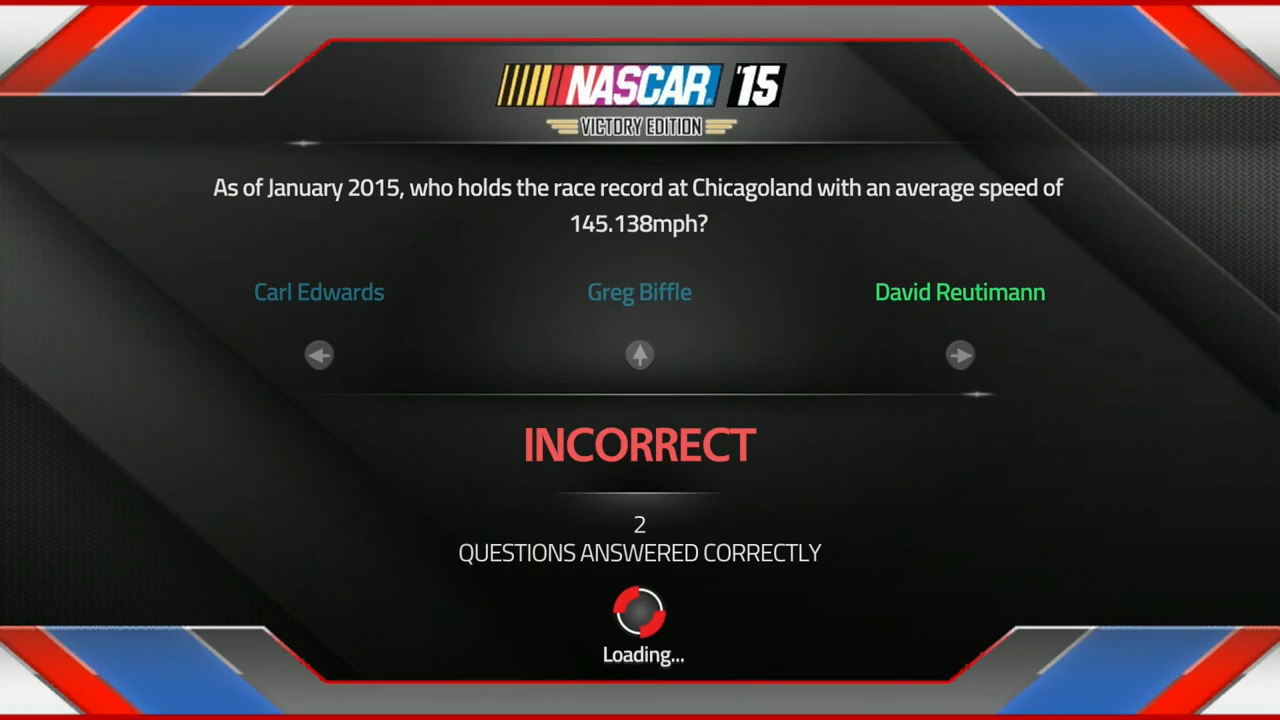 NASCAR '15
VICTORY EDITION
As of January 2015, who holds the race record at Chicagoland with an average speed of
145.138mph?
Carl Edwards Greg Biffle David Reutimann
INCORRECT
2
QUESTIONS ANSWERED CORRECTLY
Loading...